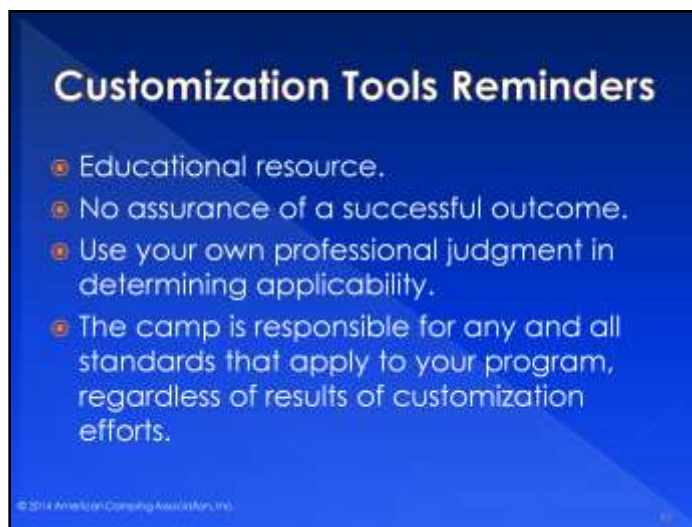 Customization Tools Reminders
Educational resource.
No assurance of a successful outcome.
Use your own professional judgment in
determining applicability.
The camp is responsible for any and all
standards that apply to your program,
regardless of results of customization
efforts.
© 2014 American Camping Association, Inc.